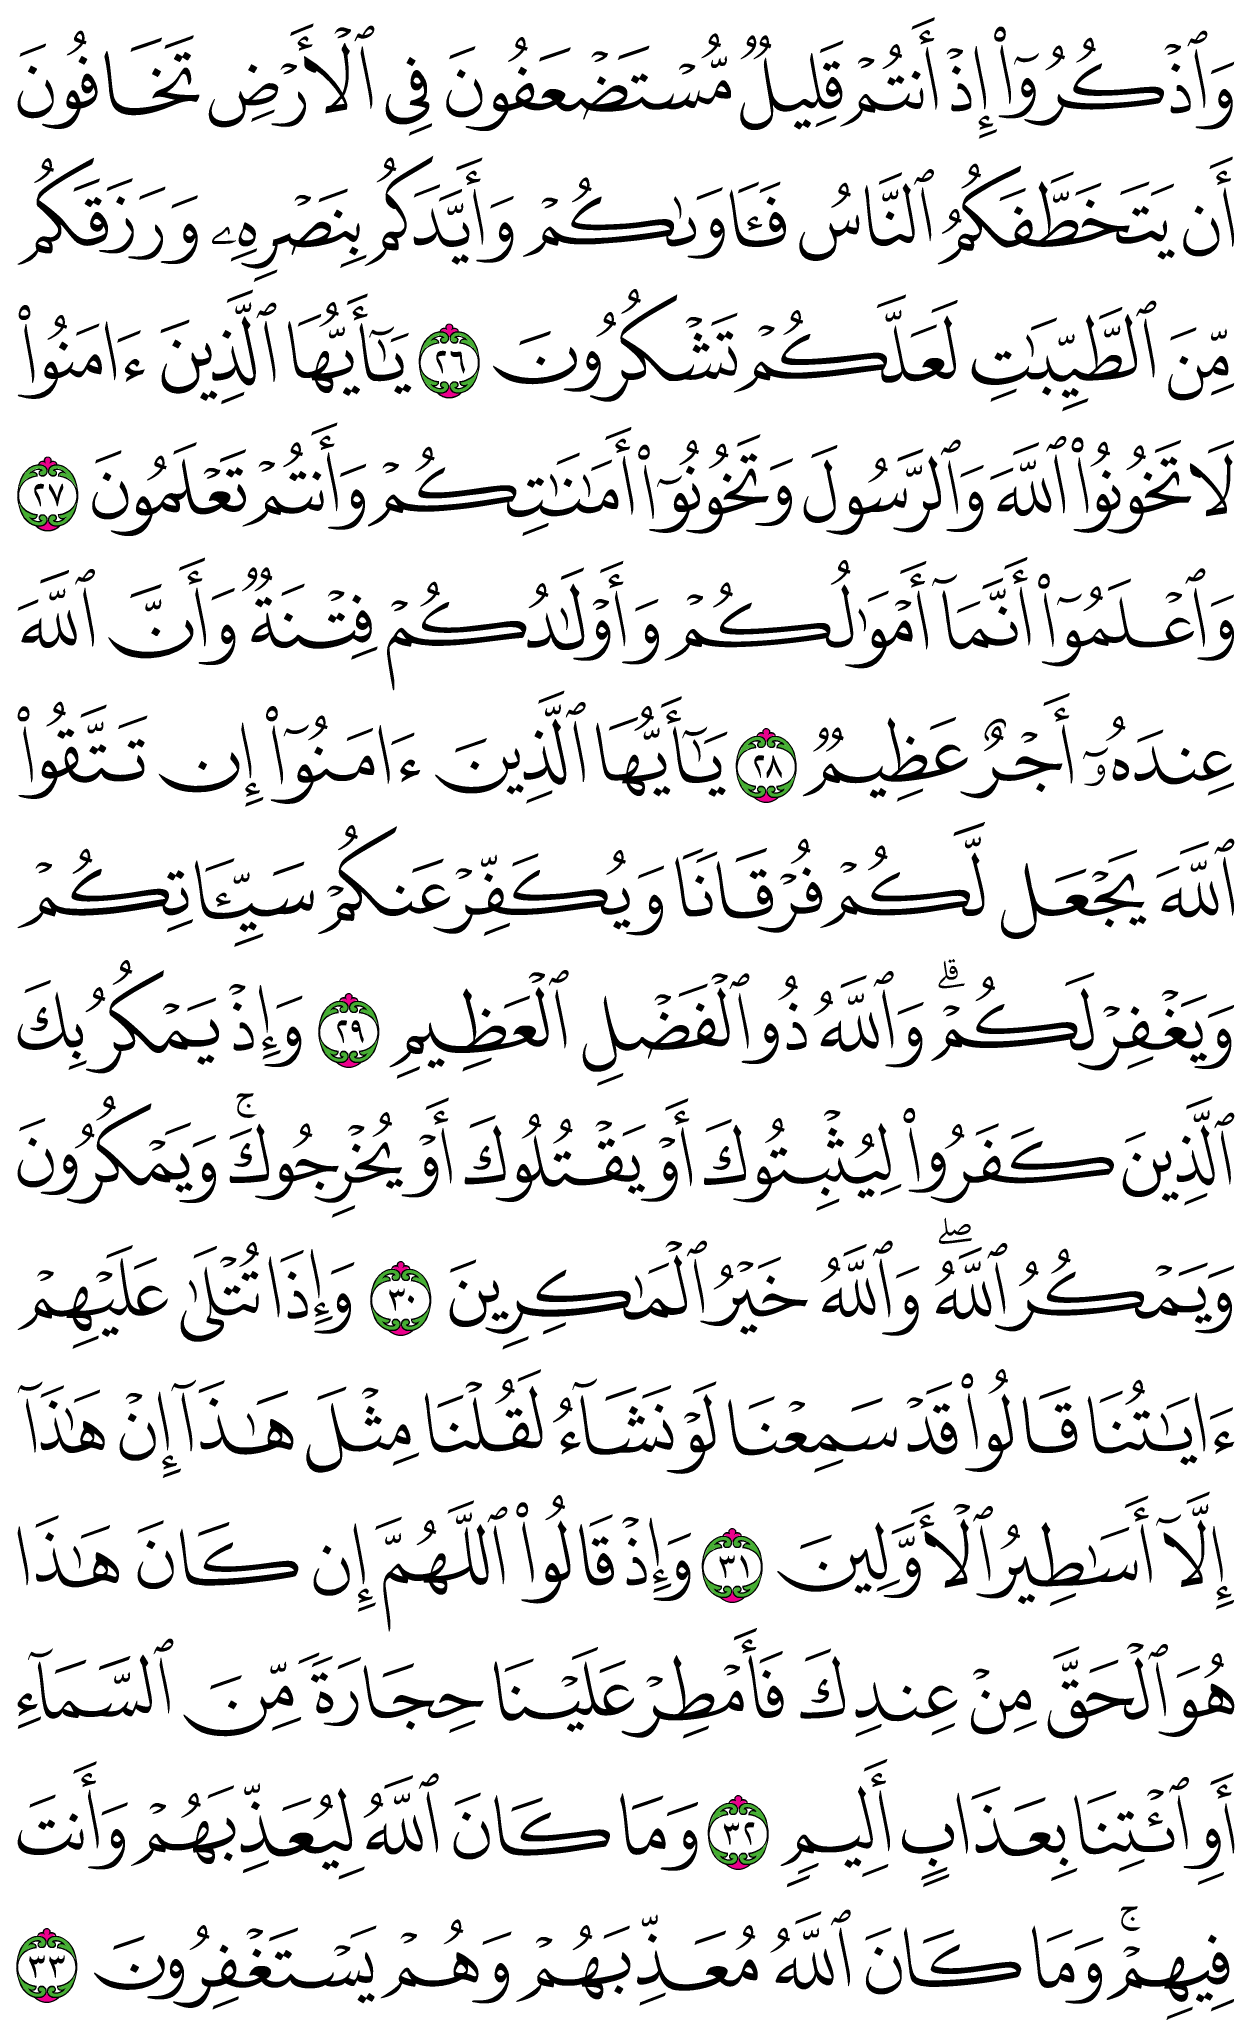 وَٱذْكُرُوٓا۟ إِذْ أَنتُمْ قَلِيلٌ مُّسْتَضْعَفُونَ فِى ٱلْأَرْضِ تَخَافُونَ
أَن يَتَخَطَّفَكُمُ ٱلنَّاسُ فَـَٔاوَىٰكُمْ وَأَيَّدَكُم بِنَصْرِهِۦ وَرَزَقَكُم
مِّنَ ٱلطَّيِّبَـٰتِ لَعَلَّكُمْ تَشْكُرُونَ ٢٦ يَـٰٓأَيُّهَا ٱلَّذِينَ ءَامَنُوا۟
لَا تَخُونُوا۟ ٱللَّهَ وَٱلرَّسُولَ وَتَخُونُوٓا۟ أَمَـٰنَـٰتِكُمْ وَأَنتُمْ تَعْلَمُونَ ٢٧
وَٱعْلَمُوٓا۟ أَنَّمَآ أَمْوَٰلُكُمْ وَأَوْلَـٰدُكُمْ فِتْنَةٌ وَأَنَّ ٱللَّهَ
عِندَهُۥٓ أَجْرٌ عَظِيمٌ ٢٨ يَـٰٓأَيُّهَا ٱلَّذِينَ ءَامَنُوٓا۟ إِن تَتَّقُوا۟
ٱللَّهَ يَجْعَل لَّكُمْ فُرْقَانًا وَيُكَفِّرْ عَنكُمْ سَيِّـَٔاتِكُمْ
وَيَغْفِرْ لَكُمْ ۗ وَٱللَّهُ ذُو ٱلْفَضْلِ ٱلْعَظِيمِ ٢٩ وَإِذْ يَمْكُرُ بِكَ
ٱلَّذِينَ كَفَرُوا۟ لِيُثْبِتُوكَ أَوْ يَقْتُلُوكَ أَوْ يُخْرِجُوكَ ۚ وَيَمْكُرُونَ
وَيَمْكُرُ ٱللَّهُ ۖ وَٱللَّهُ خَيْرُ ٱلْمَـٰكِرِينَ ٣٠ وَإِذَا تُتْلَىٰ عَلَيْهِمْ
ءَايَـٰتُنَا قَالُوا۟ قَدْ سَمِعْنَا لَوْ نَشَآءُ لَقُلْنَا مِثْلَ هَـٰذَآ إِنْ هَـٰذَآ
إِلَّآ أَسَـٰطِيرُ ٱلْأَوَّلِينَ ٣١ وَإِذْ قَالُوا۟ ٱللَّهُمَّ إِن كَانَ هَـٰذَا
هُوَ ٱلْحَقَّ مِنْ عِندِكَ فَأَمْطِرْ عَلَيْنَا حِجَارَةً مِّنَ ٱلسَّمَآءِ
أَوِ ٱئْتِنَا بِعَذَابٍ أَلِيمٍ ٣٢ وَمَا كَانَ ٱللَّهُ لِيُعَذِّبَهُمْ وَأَنتَ
فِيهِمْ ۚ وَمَا كَانَ ٱللَّهُ مُعَذِّبَهُمْ وَهُمْ يَسْتَغْفِرُونَ ٣٣